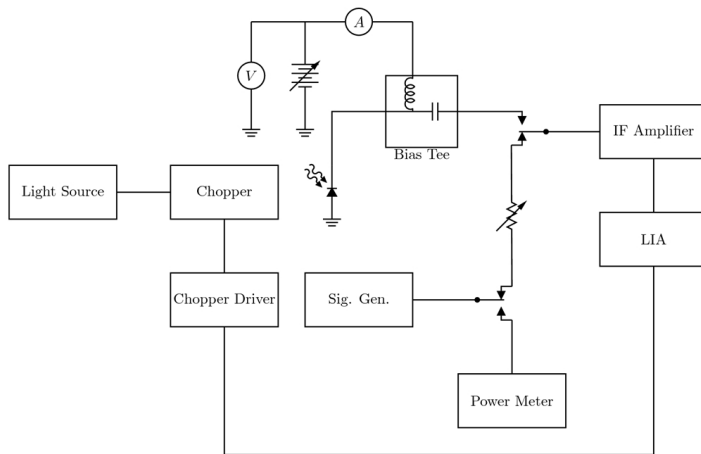 A
V
Bias Tee
IF Amplifier
Light Source
Chopper
LIA
Chopper Driver
Sig. Gen.
Power Meter